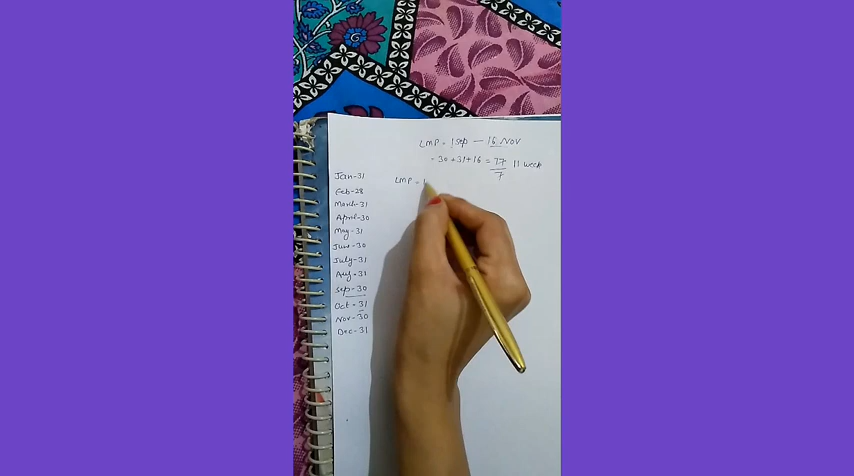 LMP = 1 Sep — 16 Nov
= 30 + 31 + 16 = 77/7 11 week
LMP = 1
Jan - 31
Feb - 28
March - 31
April - 30
May - 31
June - 30
July - 31
Aug - 31
Sep - 30
Oct - 31
Nov - 30
Dec - 31